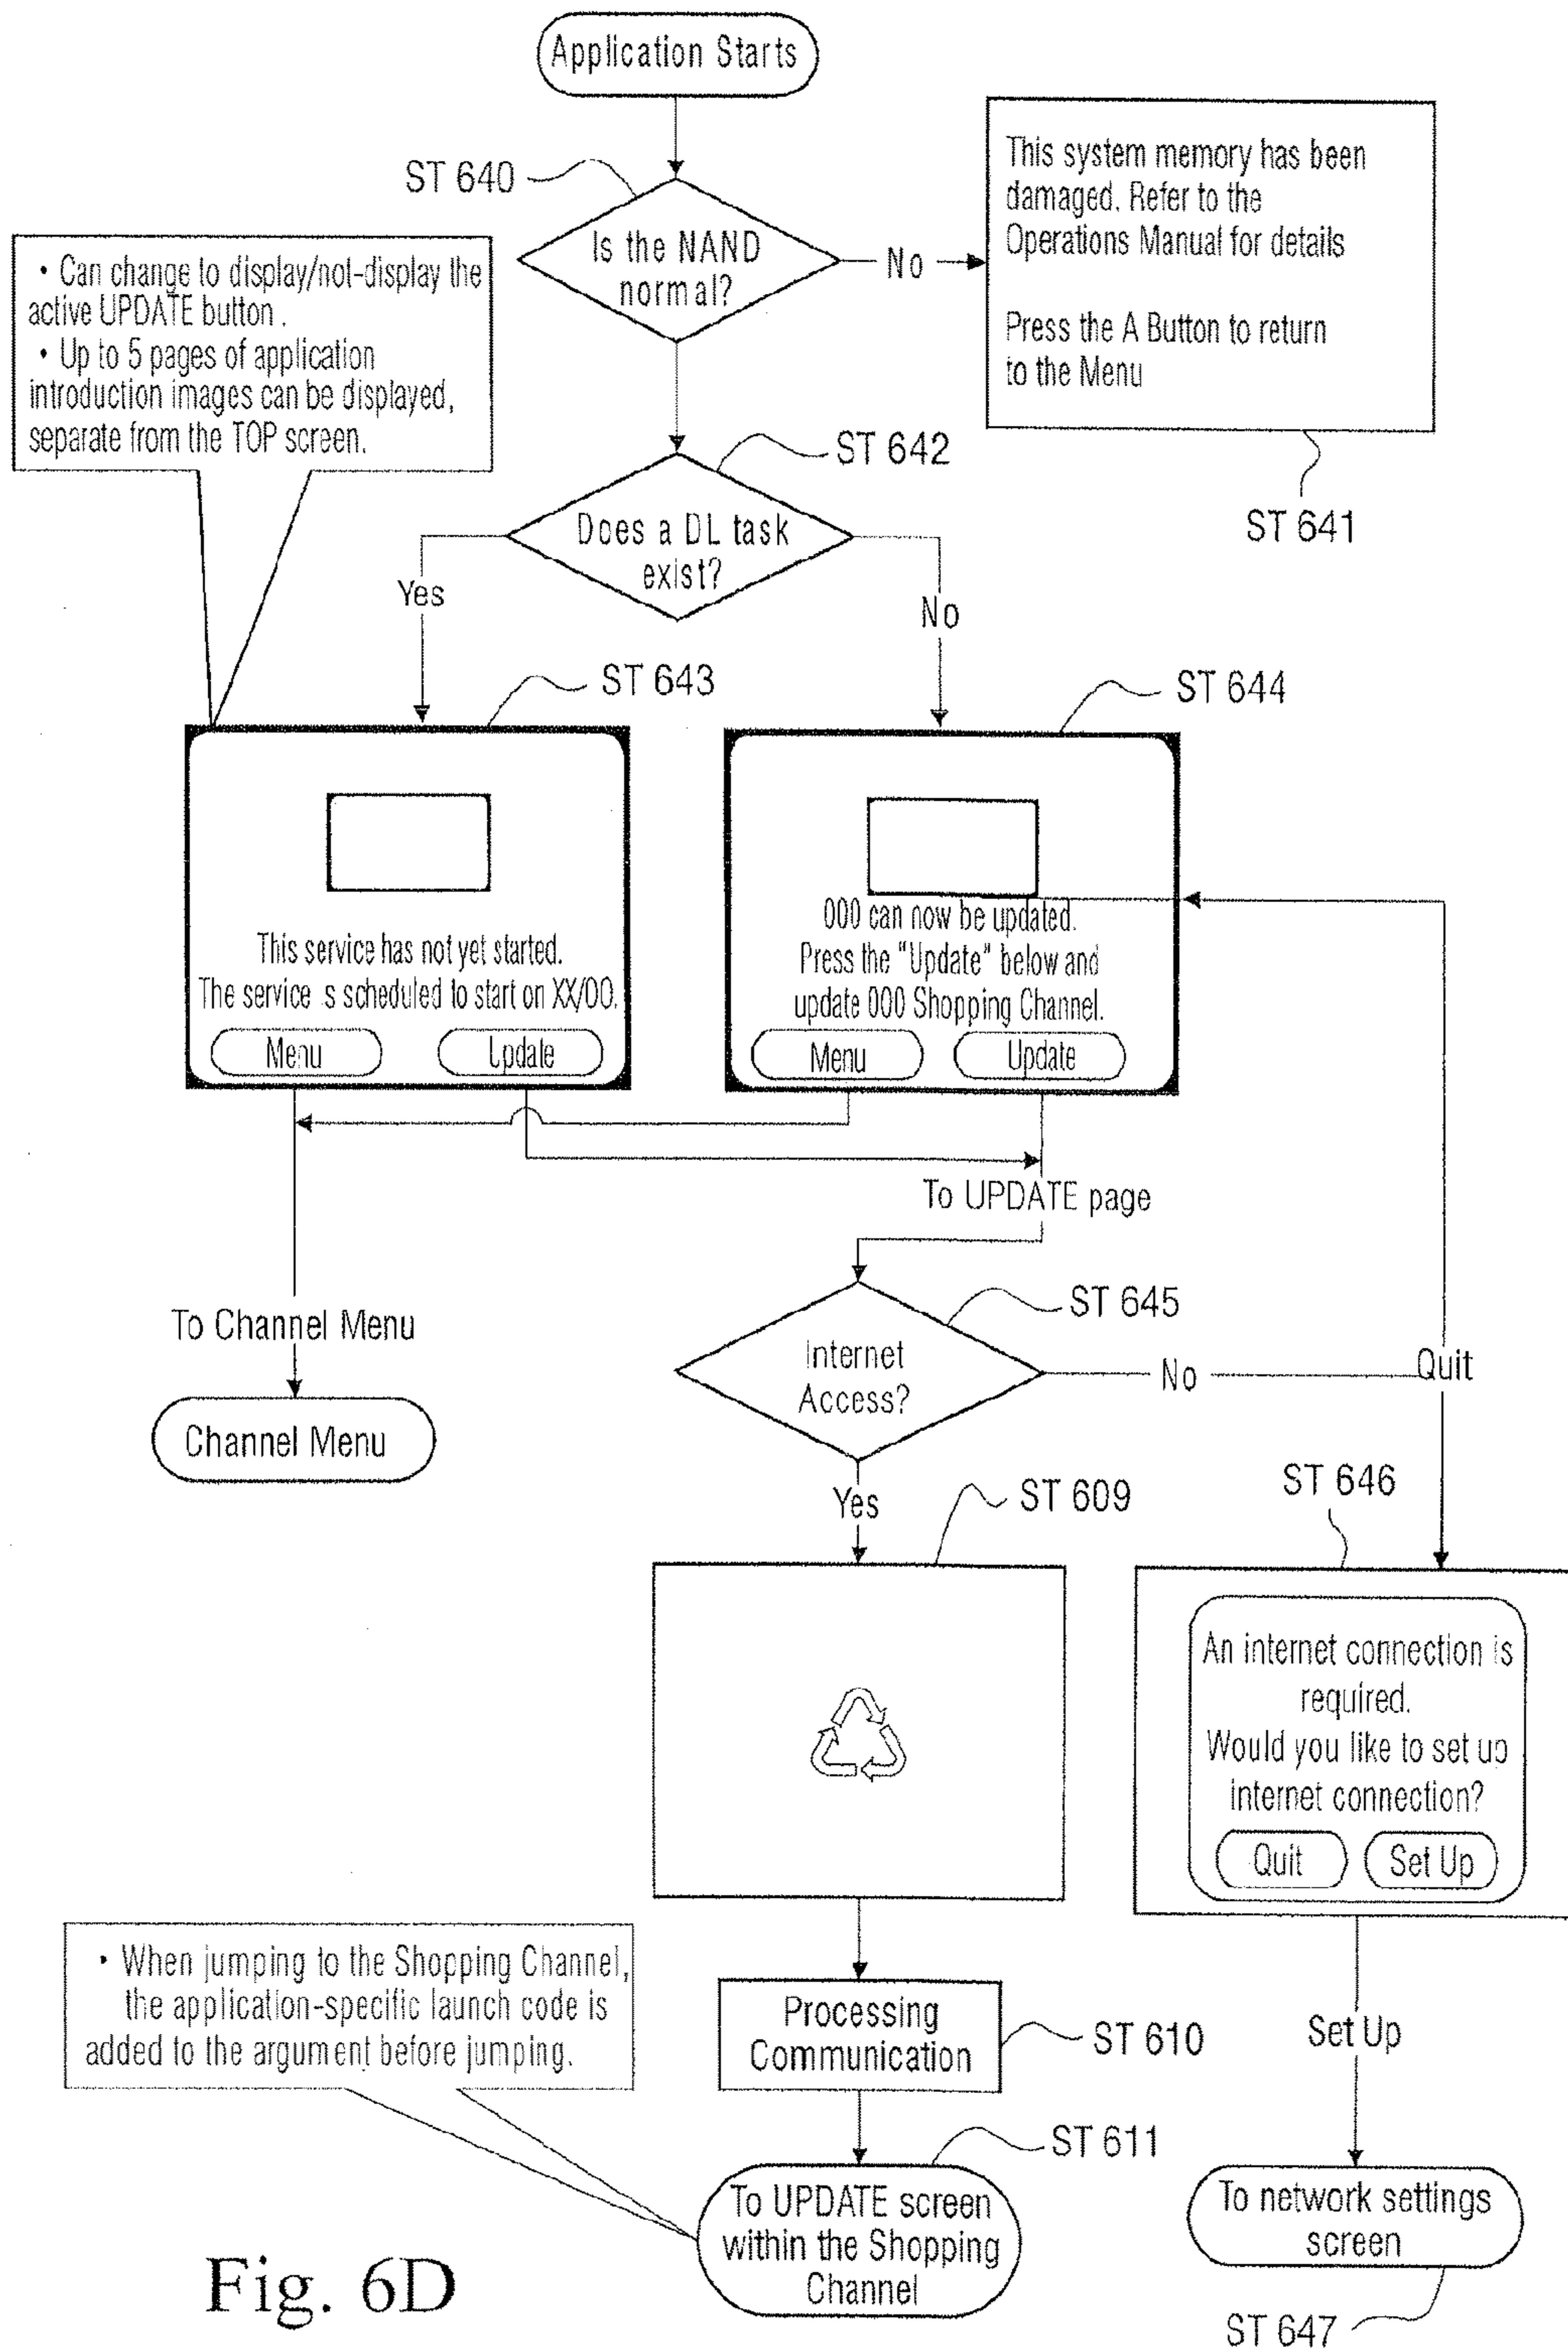 Application Starts
ST 640
Is the NAND
normal?
No
This system memory has been
damaged. Refer to the
Operations Manual for details
Press the A Button to return
to the Menu
ST 641
• Can change to display/not-display the
active UPDATE button.
• Up to 5 pages of application
introduction images can be displayed,
separate from the TOP screen.
ST 642
Does a DL task
exist?
Yes
No
ST 643
ST 644
This service has not yet started.
The service is scheduled to start on XX/OO.
Menu
Update
000 can now be updated.
Press the "Update" below and
update 000 Shopping Channel.
Menu
Update
To UPDATE page
To Channel Menu
Channel Menu
ST 645
Internet
Access?
No
Quit
Yes
ST 609
ST 646
An internet connection is
required.
Would you like to set up
internet connection?
Quit
Set Up
• When jumping to the Shopping Channel,
the application-specific launch code is
added to the argument before jumping.
Processing
Communication
ST 610
Set Up
ST 611
To UPDATE screen
within the Shopping
Channel
To network settings
screen
ST 647
Fig. 6D